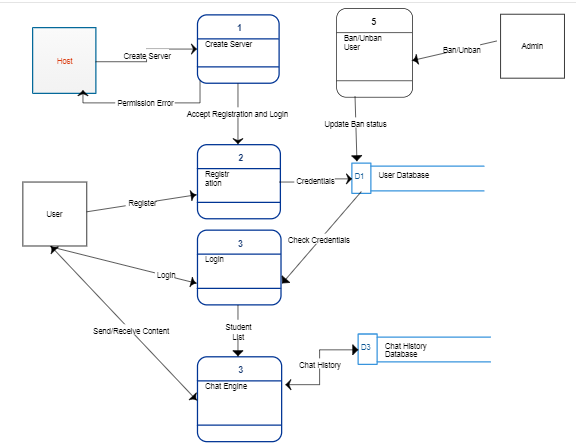 1
Create Server
Host
Create Server
Permission Error
Accept Registration and Login
5
Ban/Unban
User
Ban/Unban
Admin
Update Ban status
2
Registr
ation
Credentials
D1
User Database
User
Register
3
Login
Check Credentials
Login
Student
List
Send/Receive Content
3
Chat Engine
Chat History
D3
Chat History
Database